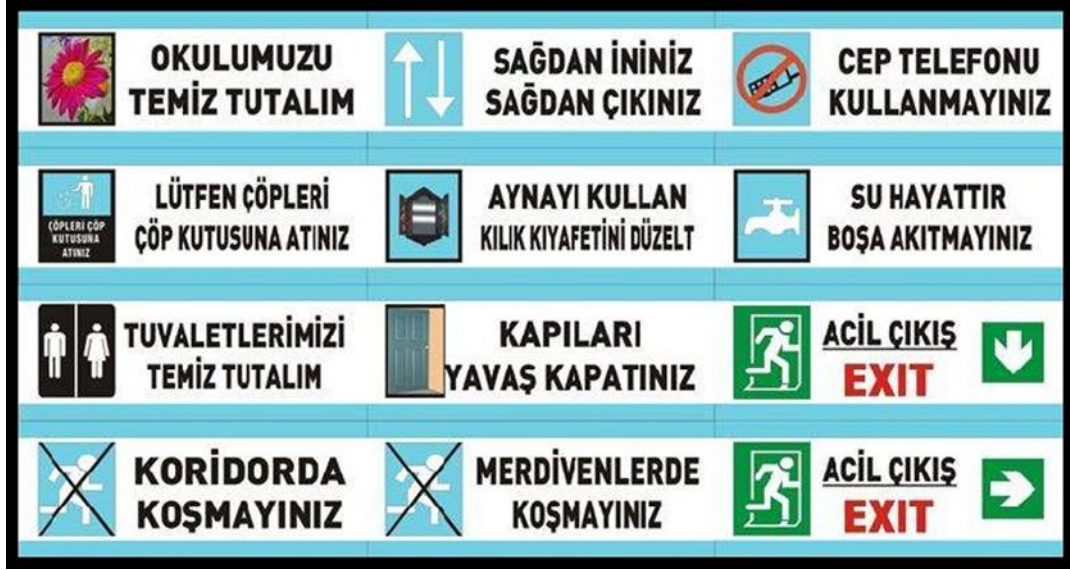 OKULUMUZU
TEMİZ TUTALIM
SAĞDAN İNİNİZ
SAĞDAN ÇIKINIZ
CEP TELEFONU
KULLANMAYINIZ
ÇÖPLERİ ÇÖP
KUTUSUNA
ATINIZ
LÜTFEN ÇÖPLERİ
ÇÖP KUTUSUNA ATINIZ
AYNAYI KULLAN
KILIK KIYAFETİNİ DÜZELT
SU HAYATTIR
BOŞA AKITMAYINIZ
TUVALETLERİMİZİ
TEMİZ TUTALIM
KAPILARI
YAVAŞ KAPATINIZ
ACİL ÇIKIŞ
EXIT
KORİDORDA
KOŞMAYINIZ
MERDİVENLERDE
KOŞMAYINIZ
ACİL ÇIKIŞ
EXIT